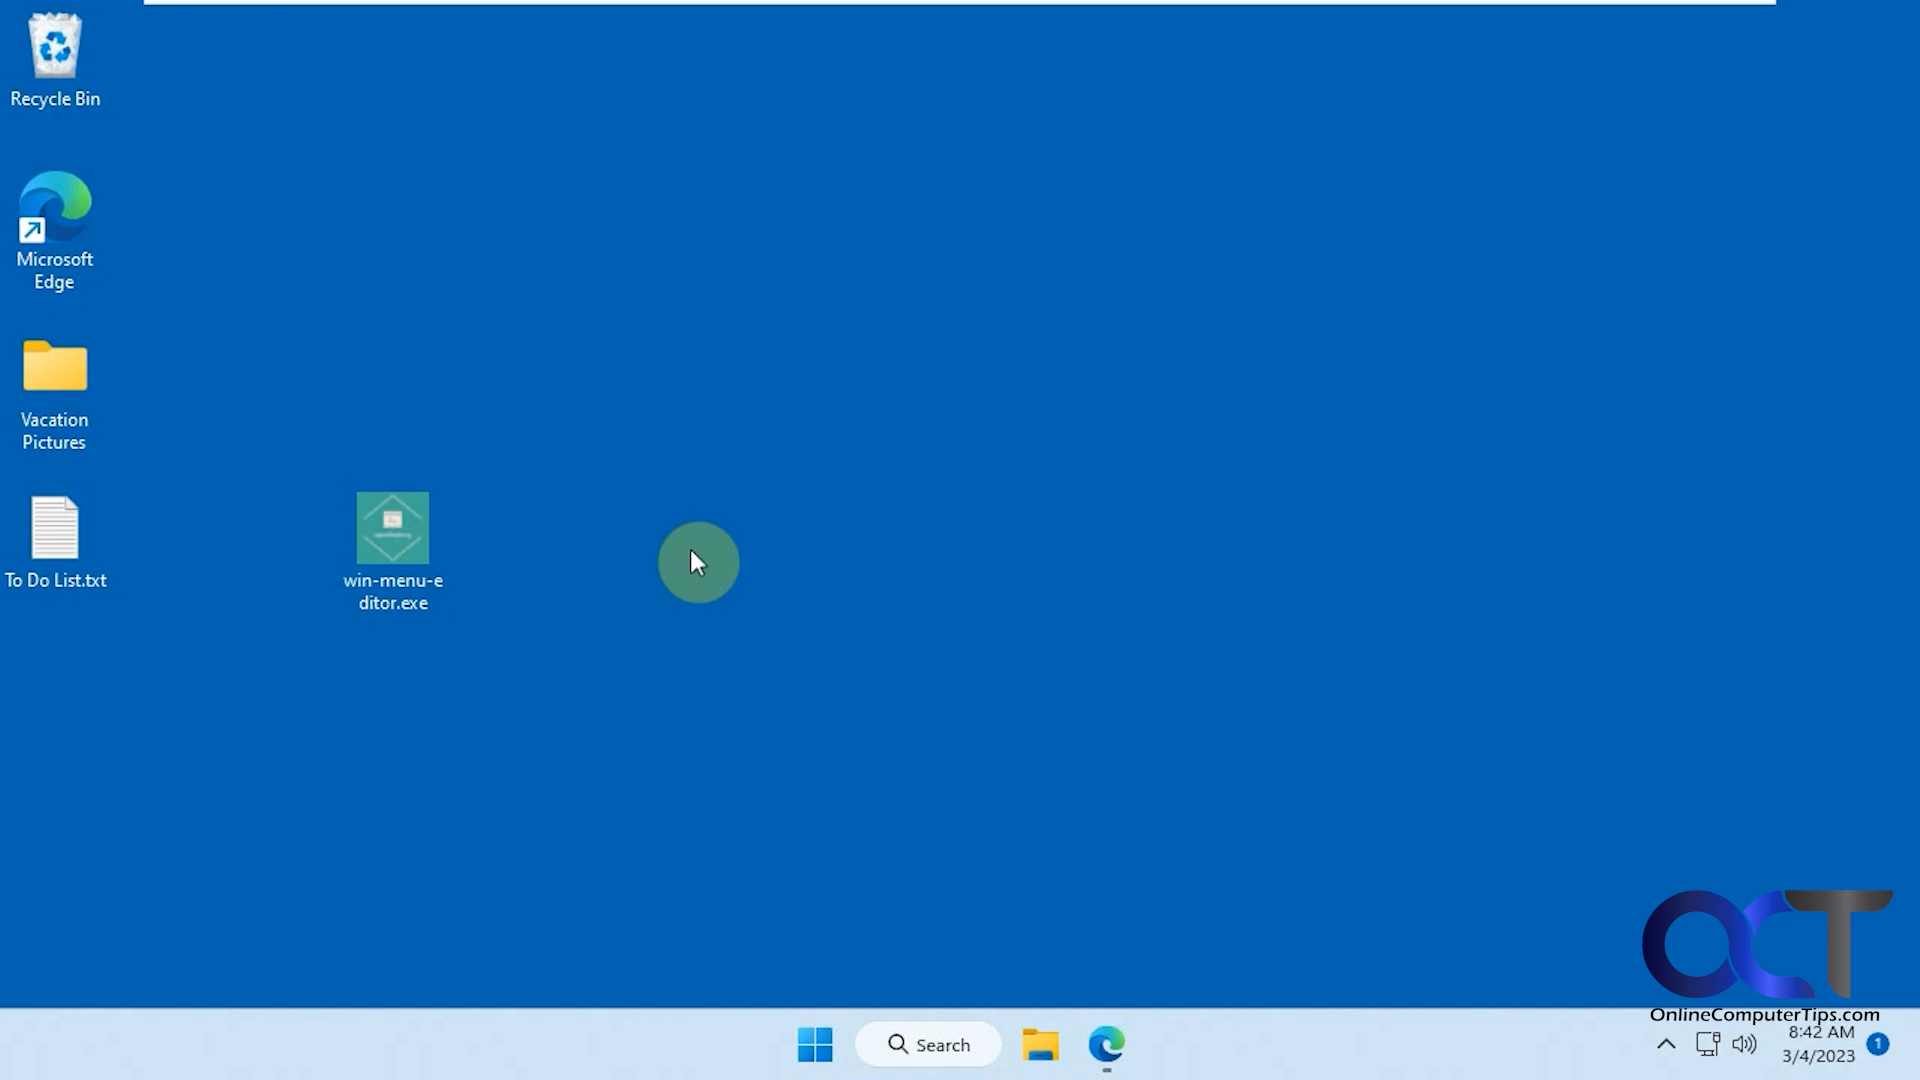 Recycle Bin
Microsoft
Edge
Vacation
Pictures
To Do List.txt
win-menu-e
ditor.exe
OCT
OnlineComputerTips.com
Search
8:42 AM
3/4/2023
1